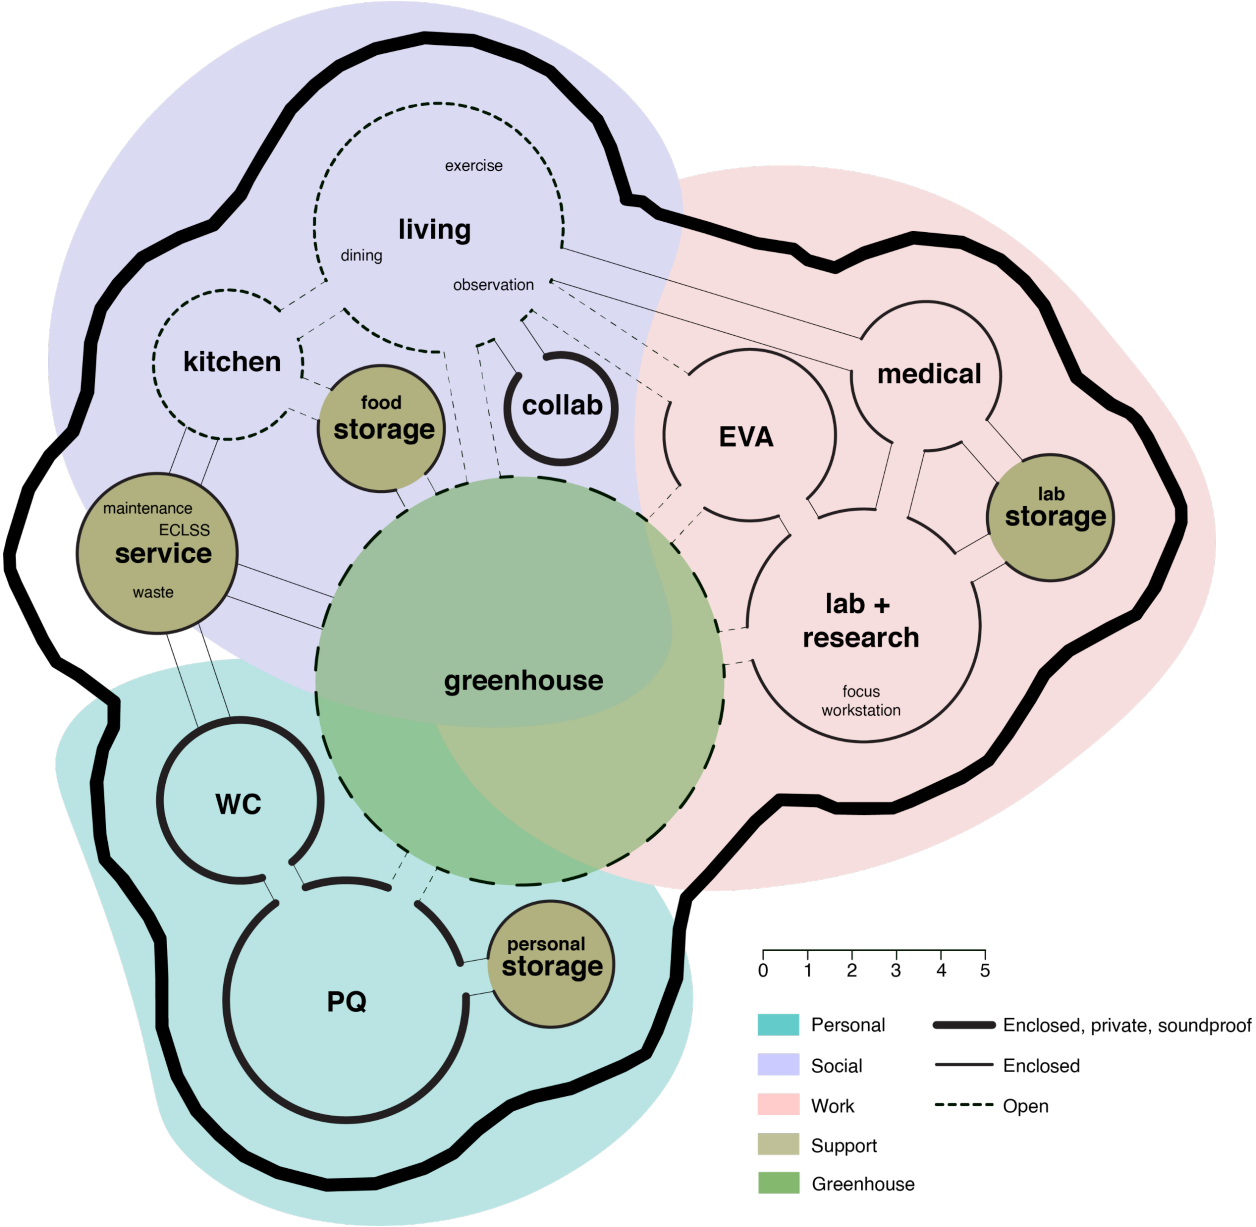 exercise
living
dining
observation
kitchen
food
storage
collab
EVA
medical
lab
storage
maintenance
ECLSS
service
waste
lab +
research
focus
workstation
greenhouse
WC
PQ
personal
storage
0 1 2 3 4 5
Personal
Social
Work
Support
Greenhouse
Enclosed, private, soundproof
Enclosed
Open